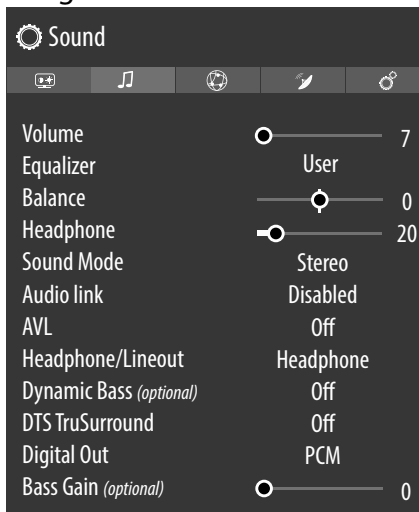 Sound
Volume 7
Equalizer User
Balance 0
Headphone 20
Sound Mode Stereo
Audio link Disabled
AVL Off
Headphone/Lineout Headphone
Dynamic Bass (optional) Off
DTS TruSurround Off
Digital Out PCM
Bass Gain (optional) 0